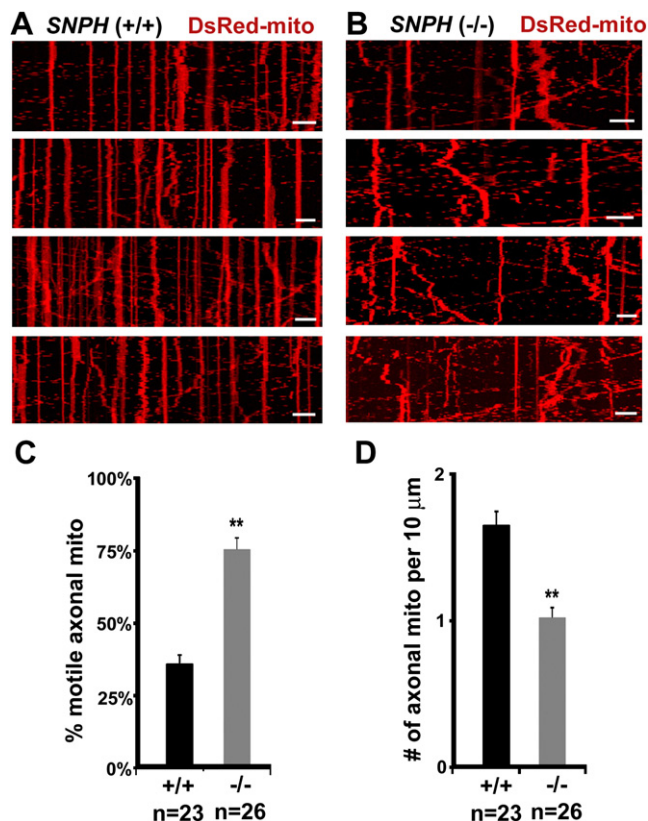 A SNPH (+/+) DsRed-mito
B SNPH (-/-) DsRed-mito
C
% motile axonal mito
100%
75%
50%
25%
0%
**
+/+ -/-
n=23 n=26
D
# of axonal mito per 10 μm
2
1
0
**
+/+ -/-
n=23 n=26